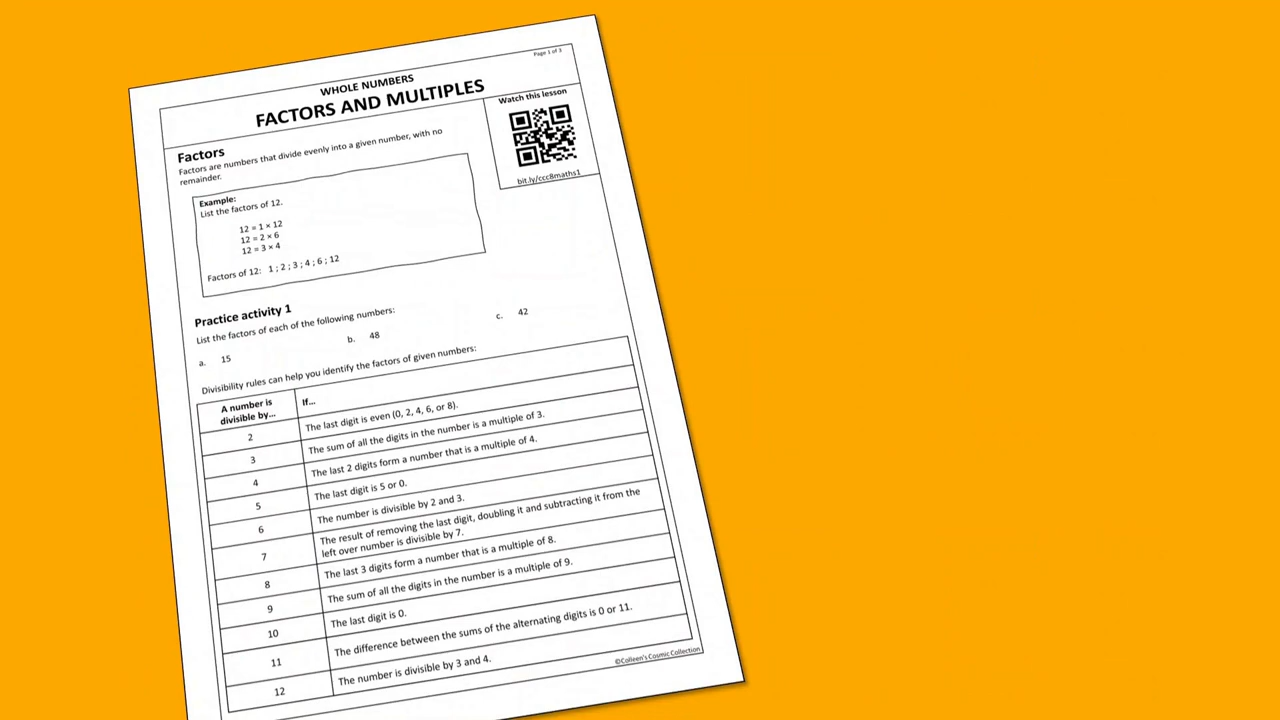 Page 1 of 3
WHOLE NUMBERS
FACTORS AND MULTIPLES
Watch this lesson
bit.ly/ccc8maths1
Factors
Factors are numbers that divide evenly into a given number, with no
remainder.
Example:
List the factors of 12.
12 = 1 × 12
12 = 2 × 6
12 = 3 × 4
Factors of 12: 1 ; 2 ; 3 ; 4 ; 6 ; 12
Practice activity 1
List the factors of each of the following numbers:
a. 15 b. 48 c. 42
Divisibility rules can help you identify the factors of given numbers:
A number is
divisible by... If...
2 The last digit is even (0, 2, 4, 6, or 8).
3 The sum of all the digits in the number is a multiple of 3.
4 The last 2 digits form a number that is a multiple of 4.
5 The last digit is 5 or 0.
6 The number is divisible by 2 and 3.
7 The result of removing the last digit, doubling it and subtracting it from the
left over number is divisible by 7.
8 The last 3 digits form a number that is a multiple of 8.
9 The sum of all the digits in the number is a multiple of 9.
10 The last digit is 0.
11 The difference between the sums of the alternating digits is 0 or 11.
12 The number is divisible by 3 and 4.
©Colleen's Cosmic Collection